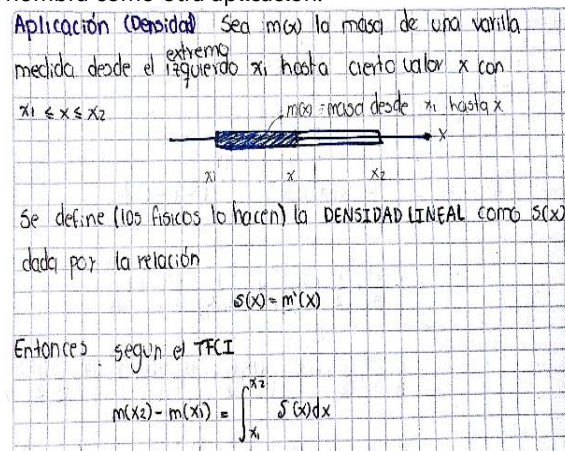 nombra como otra aplicación.
Aplicación (Densidad) Sea m(x) la masa de una varilla
medida desde el extremo izquierdo x₁ hasta cierto valor x con
x₁ ≤ x ≤ x₂
m(x) = masa desde x₁ hasta x
x
x₁ x x₂
Se define (los físicos lo hacen) la DENSIDAD LINEAL como δ(x)
dada por la relación
δ(x) = m'(x)
Entonces según el TFCI
m(x₂) - m(x₁) = ∫_{x₁}^{x₂} δ(x)dx